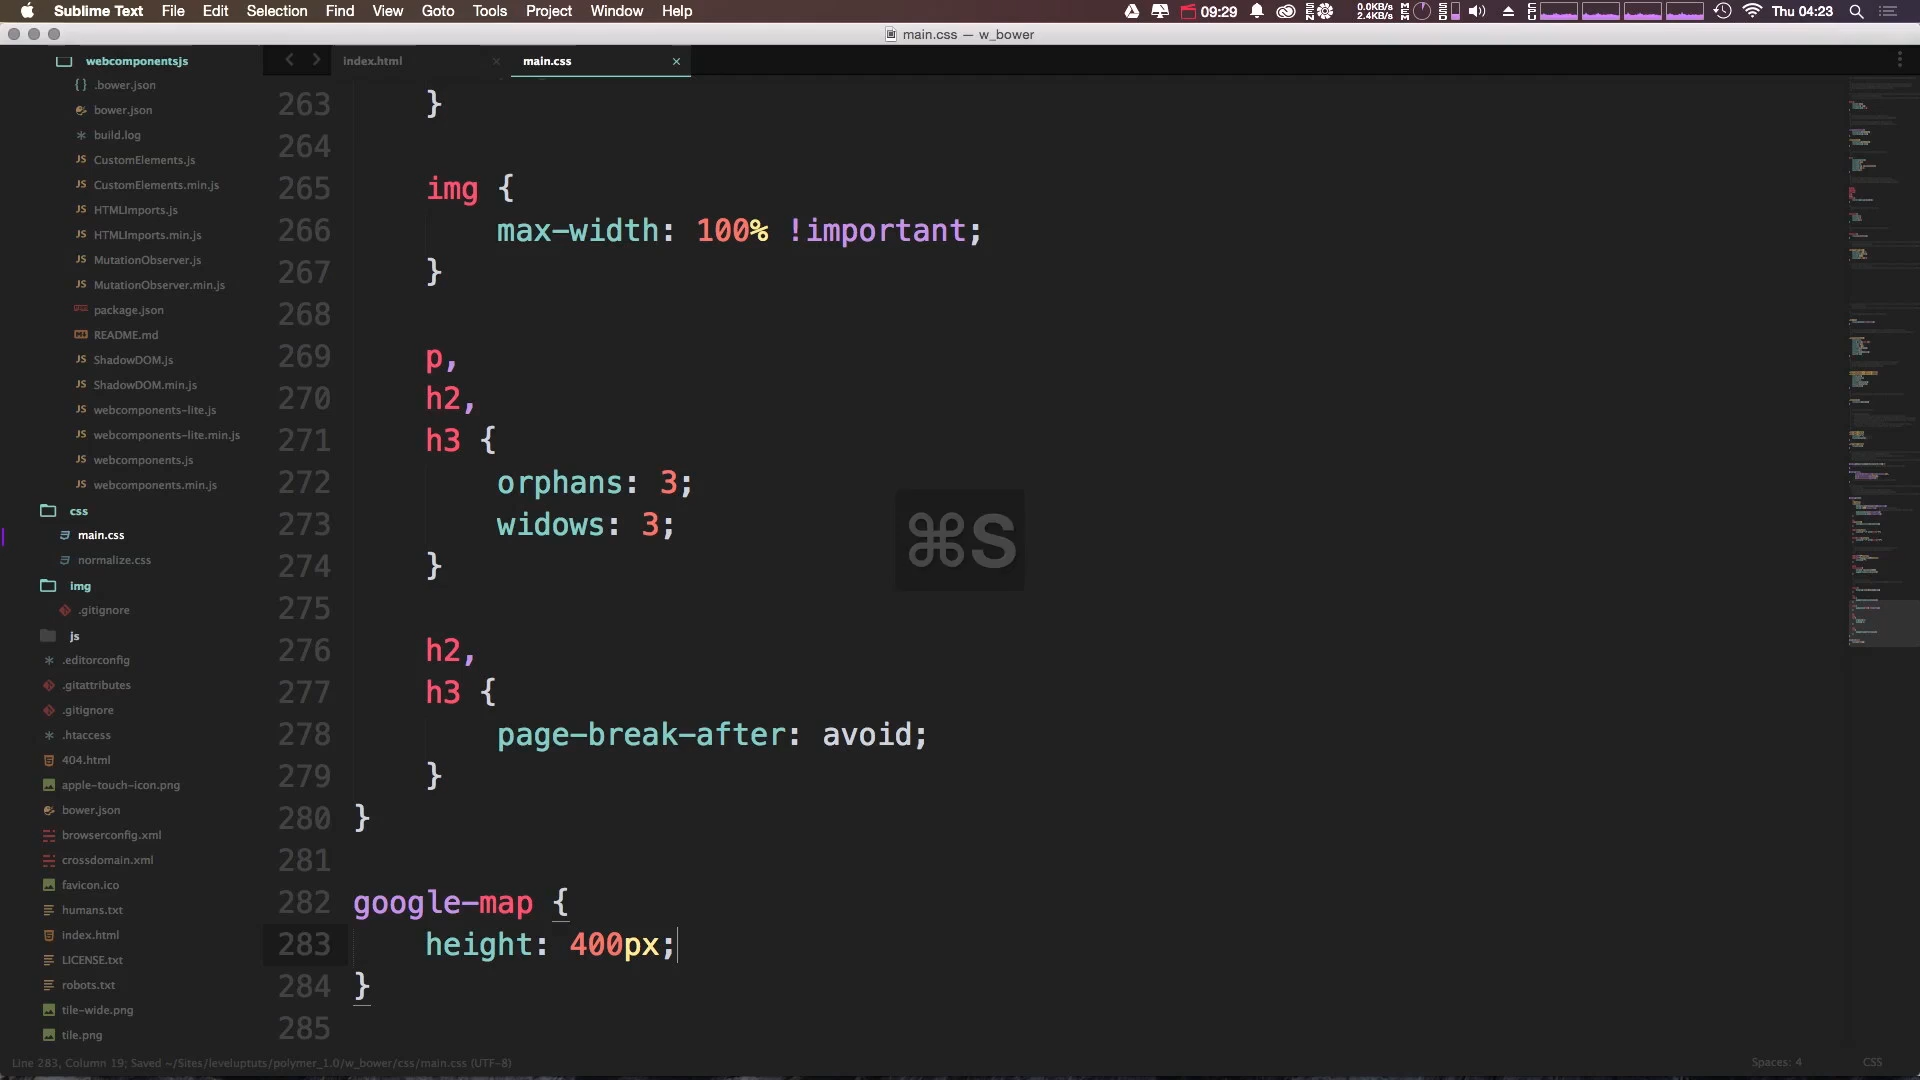 Sublime Text File Edit Selection Find View Goto Tools Project Window Help 09:29 0.0KB/s 2.4KB/s Thu 04:23
main.css — w_bower
webcomponentsjs
.bower.json
bower.json
build.log
CustomElements.js
CustomElements.min.js
HTMLImports.js
HTMLImports.min.js
MutationObserver.js
MutationObserver.min.js
package.json
README.md
ShadowDOM.js
ShadowDOM.min.js
webcomponents-lite.js
webcomponents-lite.min.js
webcomponents.js
webcomponents.min.js
css
main.css
normalize.css
img
.gitignore
js
.editorconfig
.gitattributes
.gitignore
.htaccess
404.html
apple-touch-icon.png
bower.json
browserconfig.xml
crossdomain.xml
favicon.ico
humans.txt
index.html
LICENSE.txt
robots.txt
tile-wide.png
tile.png
index.html main.css
263 }
264
265 img {
266 max-width: 100% !important;
267 }
268
269 p,
270 h2,
271 h3 {
272 orphans: 3;
273 widows: 3;
274 }
275
276 h2,
277 h3 {
278 page-break-after: avoid;
279 }
280 }
281
282 google-map {
283 height: 400px;
284 }
285
⌘S
Line 283, Column 19; Saved ~/Sites/leveluptuts/polymer_1.0/w_bower/css/main.css (UTF-8) Spaces: 4 CSS